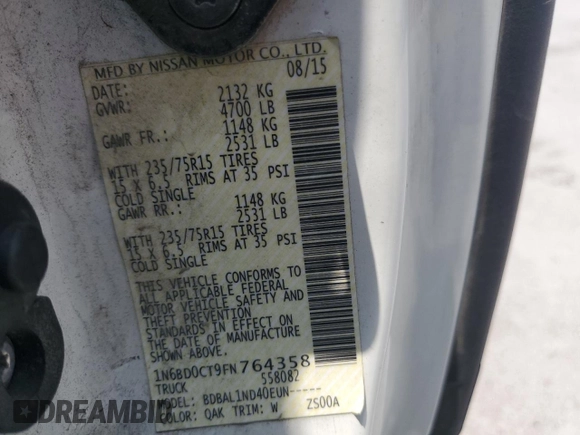 MFD BY NISSAN MOTOR CO., LTD.
DATE: 08/15
GVWR: 2132 KG
4700 LB
GAWR FR.: 1148 KG
2531 LB
WITH 235/75R15 TIRES
15 X 6.5 RIMS AT 35 PSI
COLD SINGLE
GAWR RR.: 1148 KG
2531 LB
WITH 235/75R15 TIRES
15 X 6.5 RIMS AT 35 PSI
COLD SINGLE
THIS VEHICLE CONFORMS TO
ALL APPLICABLE FEDERAL
MOTOR VEHICLE SAFETY AND
THEFT PREVENTION
STANDARDS IN EFFECT ON
THE DATE OF MANUFACTURE
SHOWN ABOVE.
1N6BD0CT9FN764358
TRUCK 558082
MODEL: BDBAL1ND40EUN-----
COLOR: QAK TRIM: W ZS00A
AUTOBIDCAR